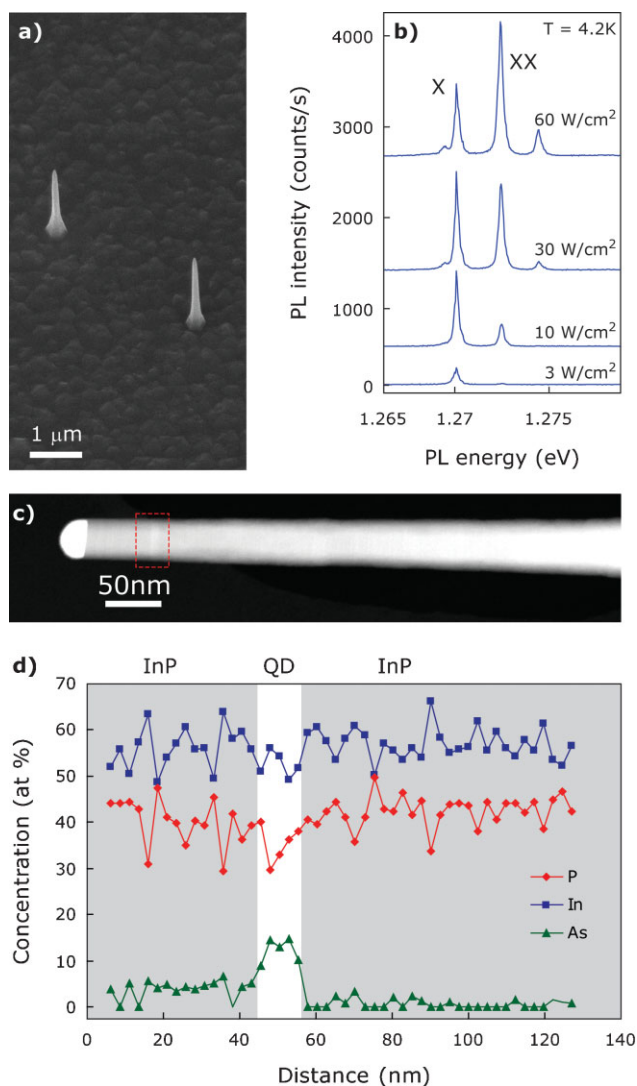 a)
1 μm
b)
T = 4.2K
X
XX
60 W/cm²
30 W/cm²
10 W/cm²
3 W/cm²
4000
3000
2000
1000
0
PL intensity (counts/s)
1.265
1.27
1.275
PL energy (eV)
c)
50nm
d)
InP
QD
InP
70
60
50
40
30
20
10
0
Concentration (at %)
P
In
As
0
20
40
60
80
100
120
140
Distance (nm)